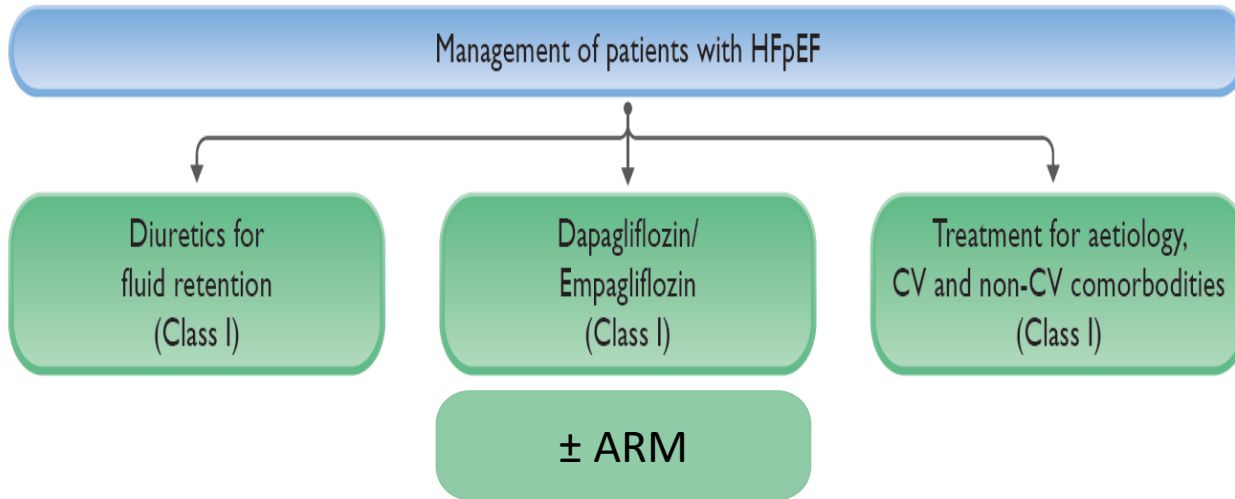 Management of patients with HFpEF
Diuretics for
fluid retention
(Class I)
Dapagliflozin/
Empagliflozin
(Class I)
Treatment for aetiology,
CV and non-CV comorbodities
(Class I)
± ARM